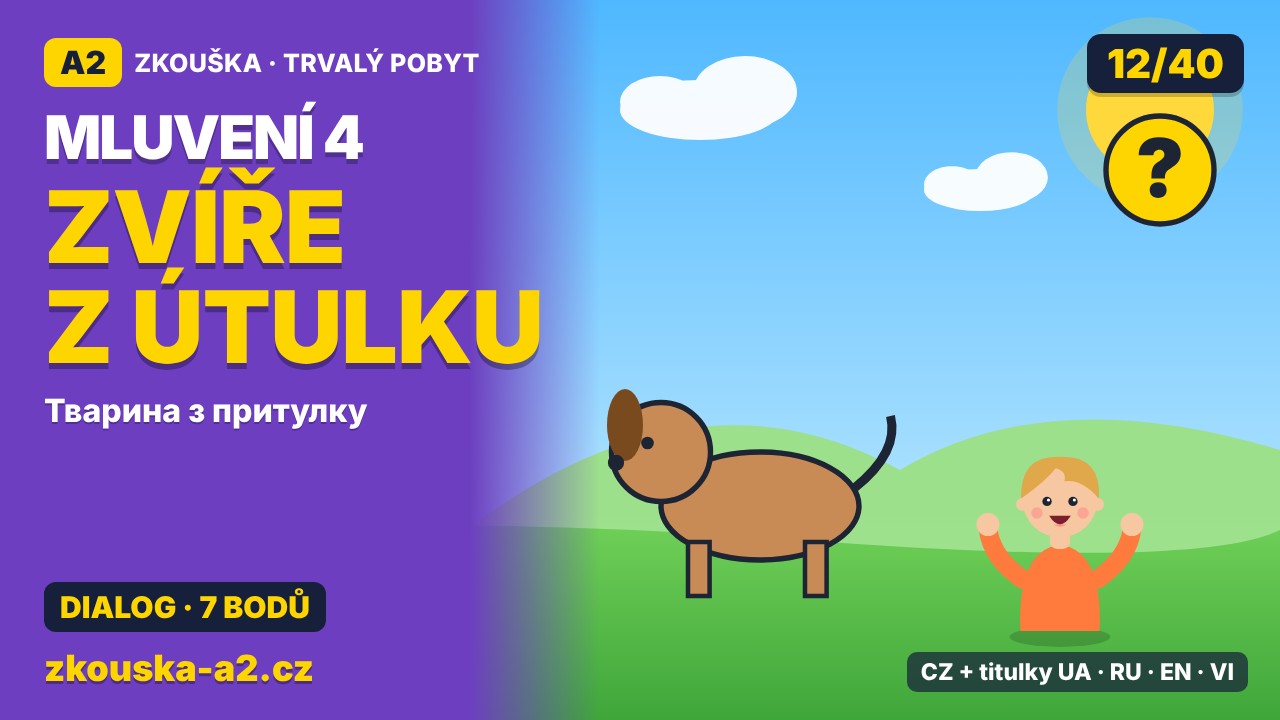 A2 ZKOUŠKA · TRVALÝ POBYT
MLUVENÍ 4
ZVÍŘE
Z ÚTULKU
Тварина з притулку
DIALOG · 7 BODŮ
zkouska-a2.cz
12/40
?
CZ + titulky UA · RU · EN · VI